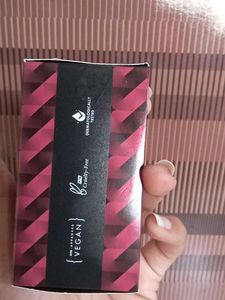 DERMATOLOGICALLY
TESTED
Cruelty-Free
VEGAN